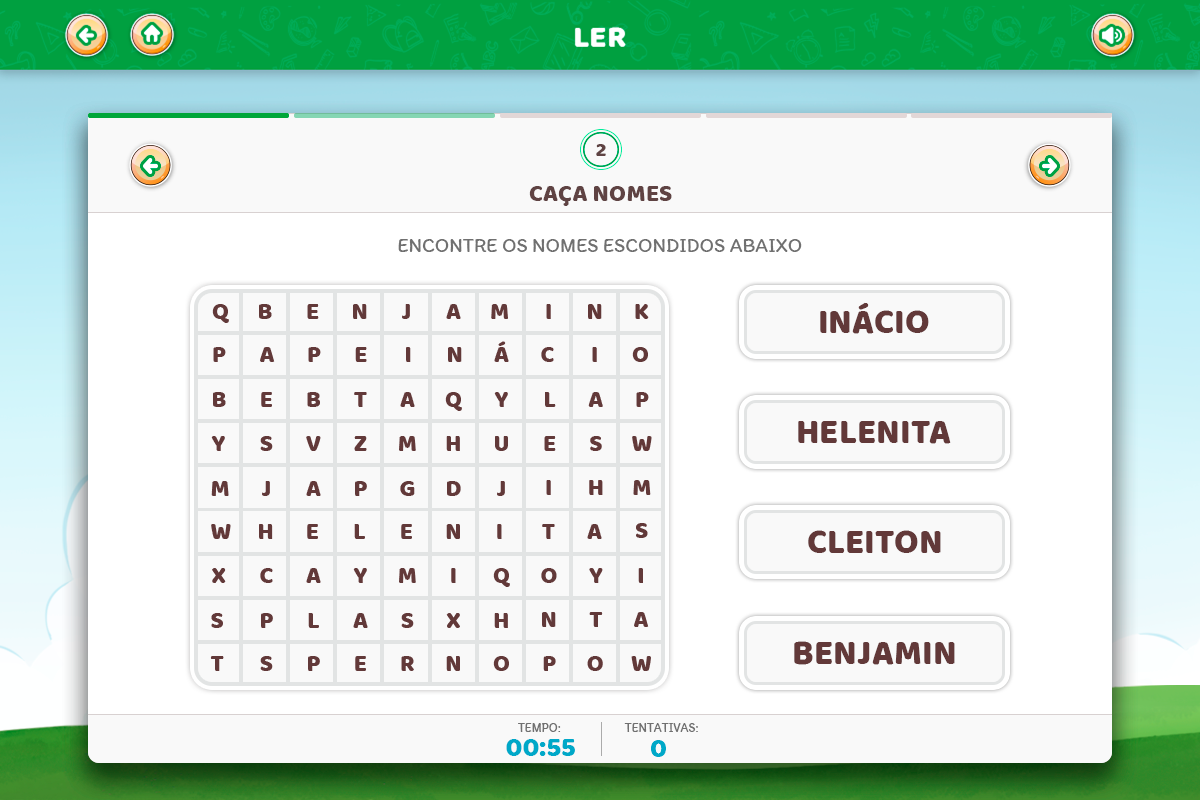 LER
2
CAÇA NOMES
ENCONTRE OS NOMES ESCONDIDOS ABAIXO
Q B E N J A M I N K
P A P E I N Á C I O
B E B T A Q Y L A P
Y S V Z M H U E S W
M J A P G D J I H M
W H E L E N I T A S
X C A Y M I Q O Y I
S P L A S X H N T A
T S P E R N O P O W
INÁCIO
HELENITA
CLEITON
BENJAMIN
TEMPO:
00:55
TENTATIVAS:
0